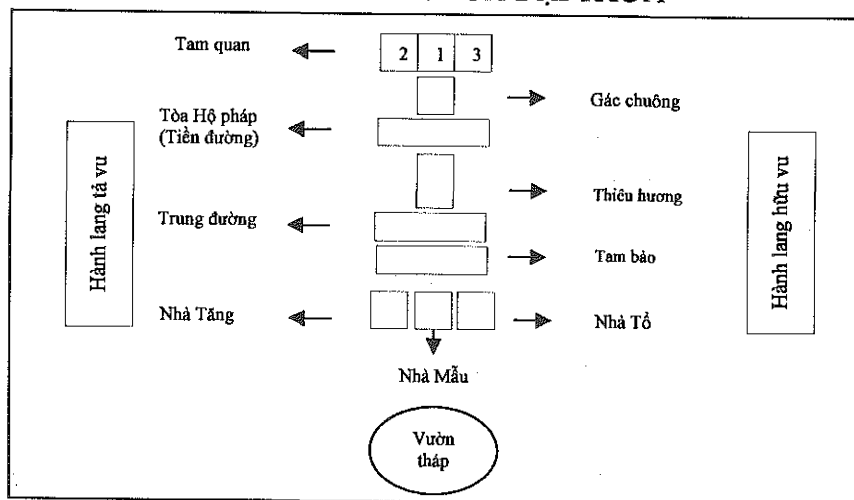 Tam quan
2 1 3
Gác chuông
Tòa Hộ pháp
(Tiền đường)
Hành lang tả vu
Hành lang hữu vu
Thiêu hương
Trung đường
Tam bảo
Nhà Tăng
Nhà Tổ
Nhà Mẫu
Vườn
tháp